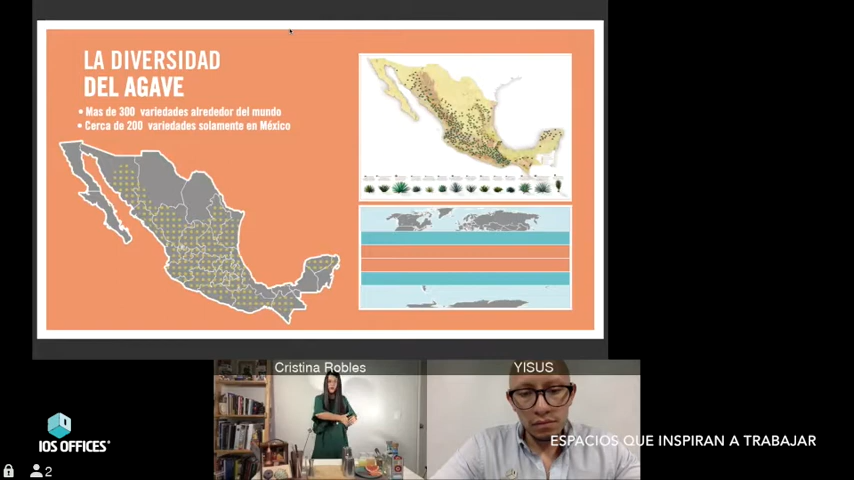 LA DIVERSIDAD
DEL AGAVE
• Mas de 300 variedades alrededor del mundo
• Cerca de 200 variedades solamente en México
Cristina Robles
YISUS
IOS OFFICES®
ESPACIOS QUE INSPIRAN A TRABAJAR
2